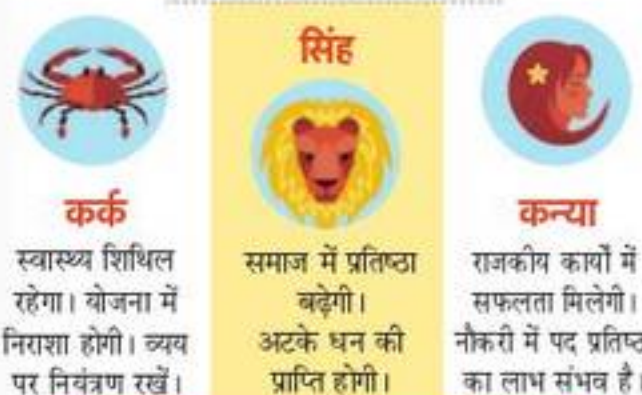 कर्क
स्वास्थ्य शिथिल
रहेगा। योजना में
निराशा होगी। व्यय
पर नियंत्रण रखें।
सिंह
समाज में प्रतिष्ठा
बढ़ेगी।
अटके धन की
प्राप्ति होगी।
कन्या
राजकीय कार्यों में
सफलता मिलेगी।
नौकरी में पद प्रतिष्ठ
का लाभ संभव है।